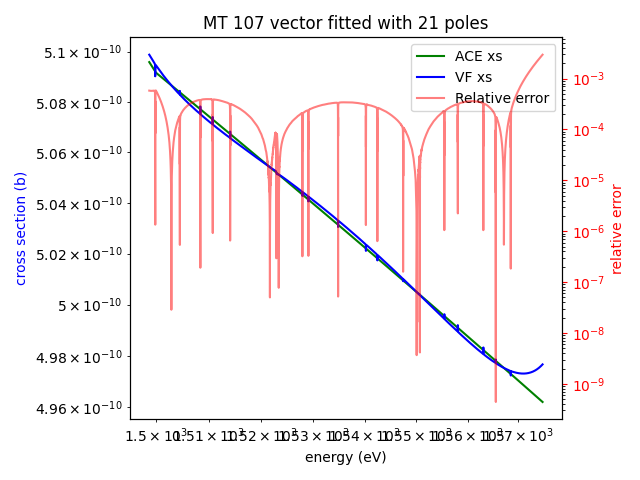 MT 107 vector fitted with 21 poles
ACE xs
VF xs
Relative error
5.1 × 10⁻¹⁰
5.08 × 10⁻¹⁰
5.06 × 10⁻¹⁰
5.04 × 10⁻¹⁰
5.02 × 10⁻¹⁰
5 × 10⁻¹⁰
4.98 × 10⁻¹⁰
4.96 × 10⁻¹⁰
cross section (b)
10⁻³
10⁻⁴
10⁻⁵
10⁻⁶
10⁻⁷
10⁻⁸
10⁻⁹
relative error
1.5 × 10³ 1.51 × 10³ 1.52 × 10³ 1.53 × 10³ 1.54 × 10³ 1.55 × 10³ 1.56 × 10³ 1.57 × 10³
energy (eV)